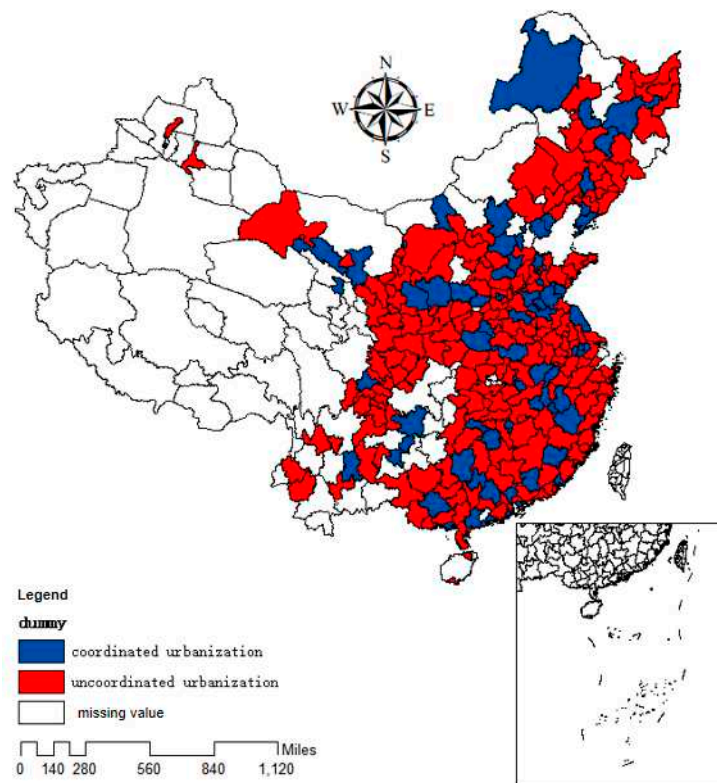 N
W E
S
Legend
dummy
coordinated urbanization
uncoordinated urbanization
missing value
Miles
0 140 280 560 840 1,120